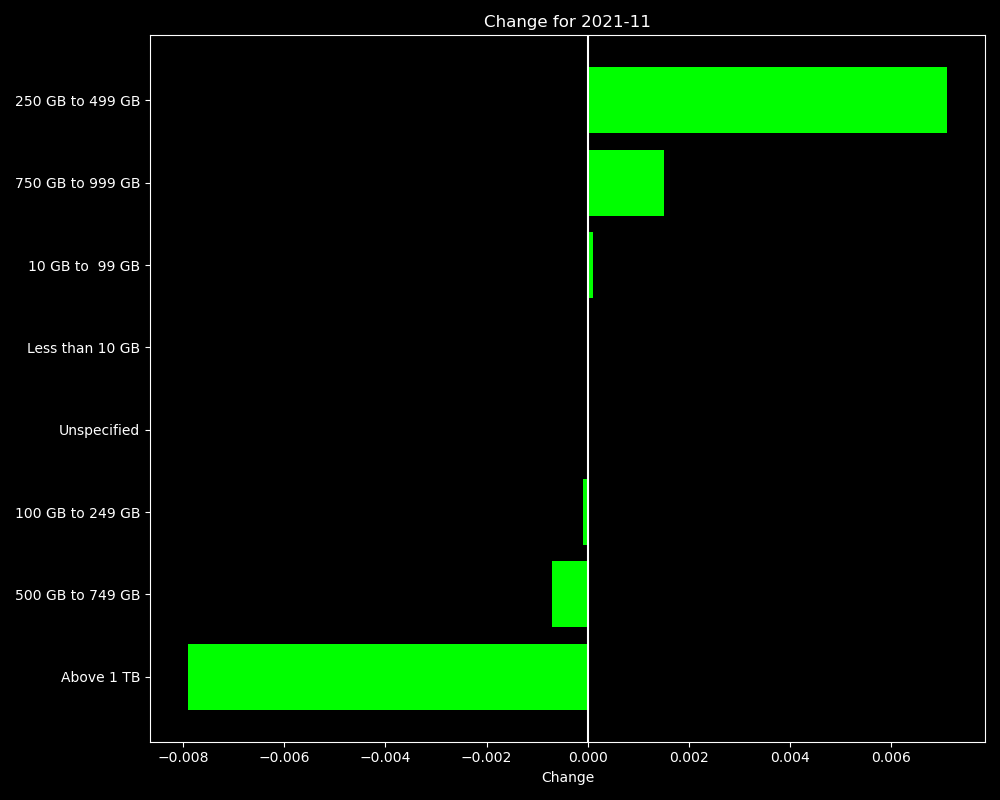 Change for 2021-11
250 GB to 499 GB
750 GB to 999 GB
10 GB to  99 GB
Less than 10 GB
Unspecified
100 GB to 249 GB
500 GB to 749 GB
Above 1 TB
−0.008 −0.006 −0.004 −0.002 0.000 0.002 0.004 0.006
Change